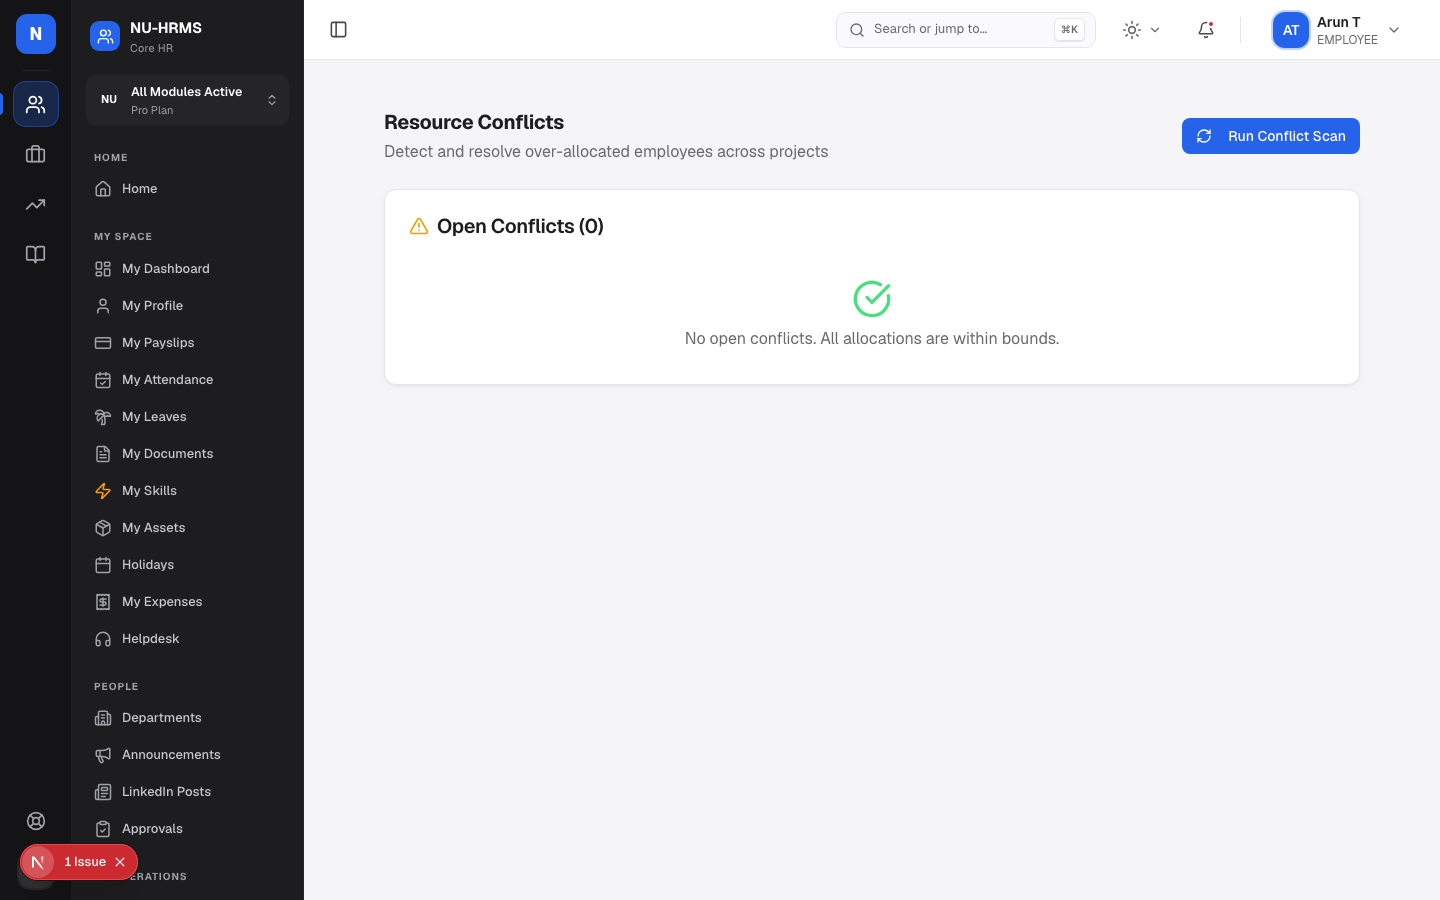 N
NU-HRMS
Core HR
NU
All Modules Active
Pro Plan
HOME
Home
MY SPACE
My Dashboard
My Profile
My Payslips
My Attendance
My Leaves
My Documents
My Skills
My Assets
Holidays
My Expenses
Helpdesk
PEOPLE
Departments
Announcements
LinkedIn Posts
Approvals
N 1 Issue
ERATIONS
Search or jump to...
⌘K
AT
Arun T
EMPLOYEE
Resource Conflicts
Detect and resolve over-allocated employees across projects
Run Conflict Scan
Open Conflicts (0)
No open conflicts. All allocations are within bounds.